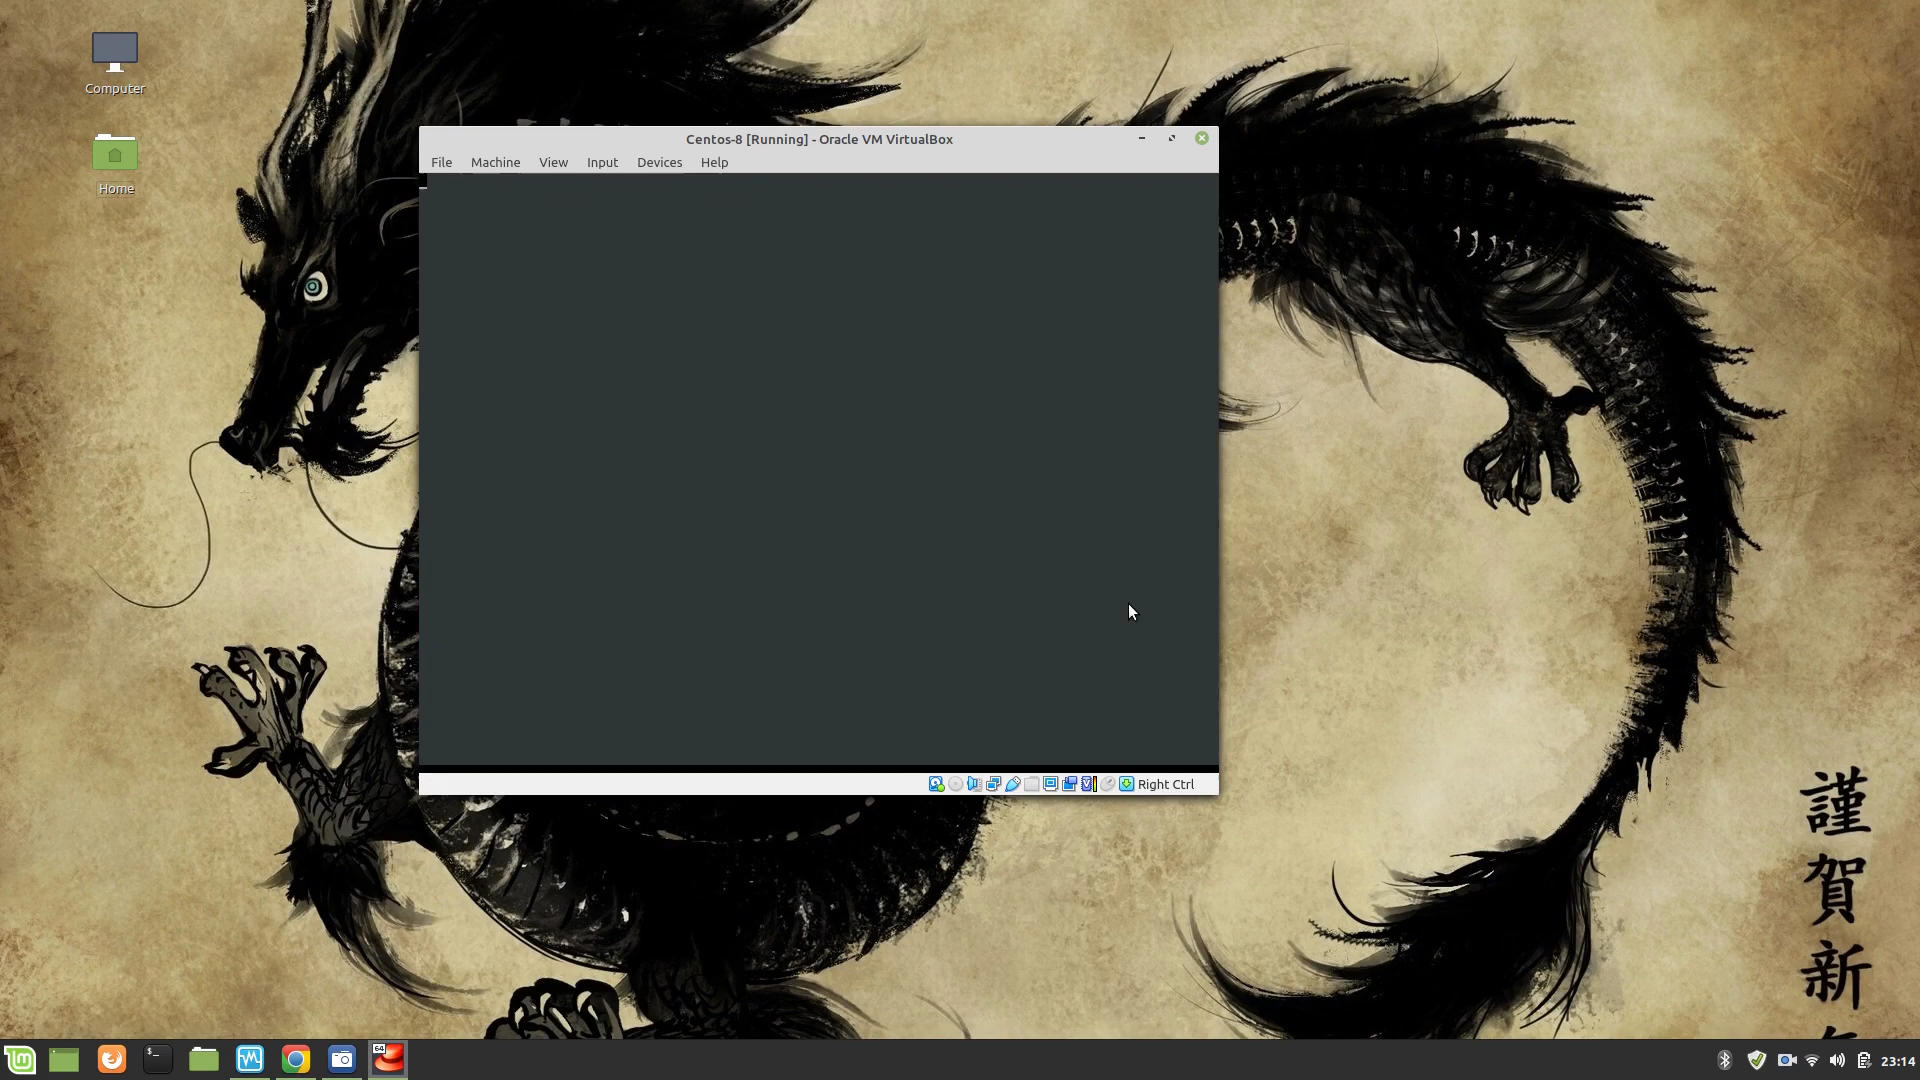 Computer
Home
Centos-8 [Running] - Oracle VM VirtualBox
File Machine View Input Devices Help
Right Ctrl
謹
賀
新
64
$_
23:14